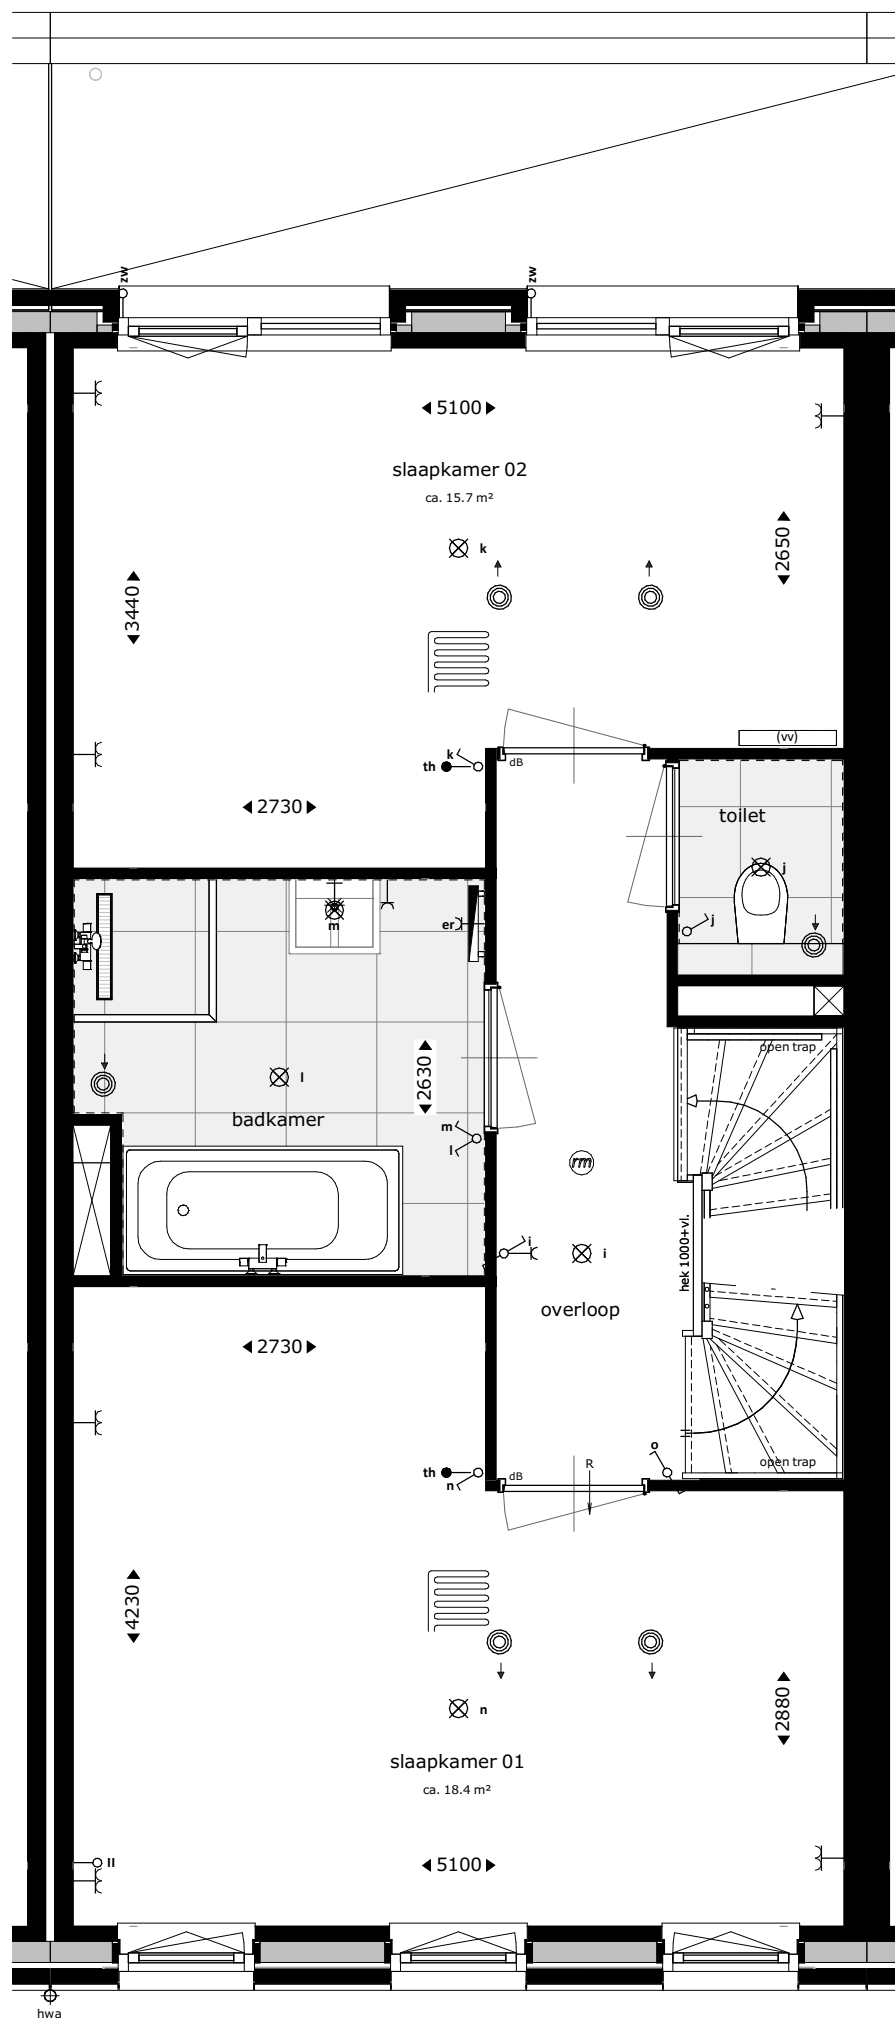 zw
zw
5100
slaapkamer 02
ca. 15.7 m²
k
2650
3440
k
th
dB
(vv)
2730
toilet
j
m
er
j
open trap
l
2630
badkamer
m
l
rm
i
i
hek 1000+vl.
overloop
2730
o
th
n
dB
R
open trap
4230
n
2880
slaapkamer 01
ca. 18.4 m²
II
5100
hwa